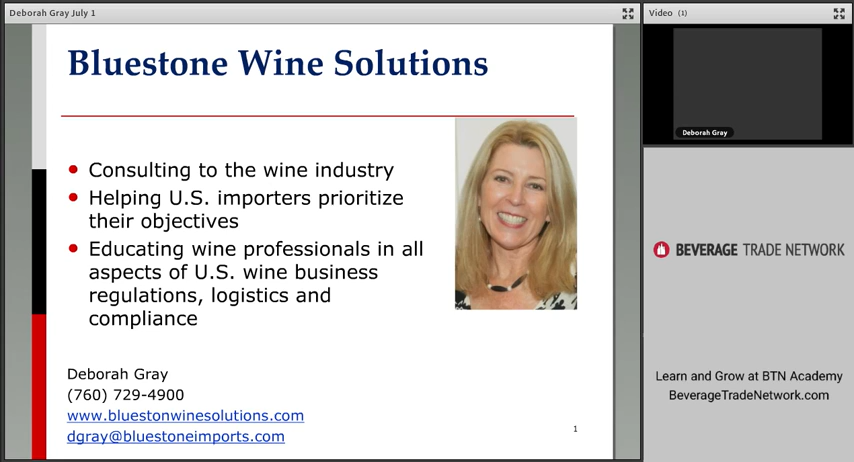 Deborah Gray July 1
Video (1)
Bluestone Wine Solutions
Consulting to the wine industry
Helping U.S. importers prioritize
their objectives
Educating wine professionals in all
aspects of U.S. wine business
regulations, logistics and
compliance
Deborah Gray
(760) 729-4900
www.bluestonwinesolutions.com
dgray@bluestoneimports.com
1
Deborah Gray
BEVERAGE TRADE NETWORK
Learn and Grow at BTN Academy
BeverageTradeNetwork.com